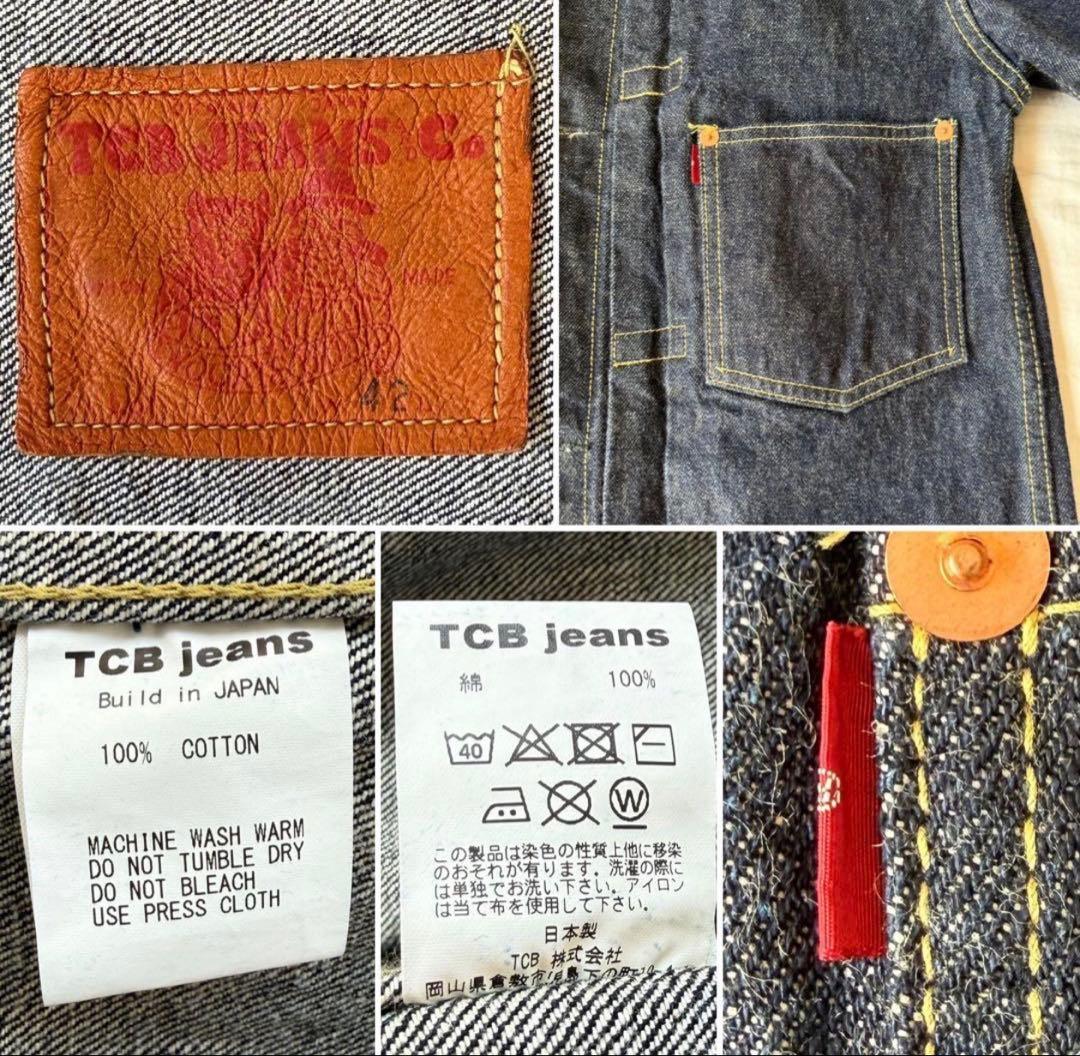 TCB JEANS & Co.
MADE
42
TCB jeans
Build in JAPAN
100% COTTON
MACHINE WASH WARM
DO NOT TUMBLE DRY
DO NOT BLEACH
USE PRESS CLOTH
TCB jeans
綿 100%
40
W
この製品は染色の性質上他に移染
のおそれが有ります。洗濯の際に
は単独でお洗い下さい。アイロン
は当て布を使用して下さい。
日本製
TCB 株式会社
岡山県倉敷市児島下の町